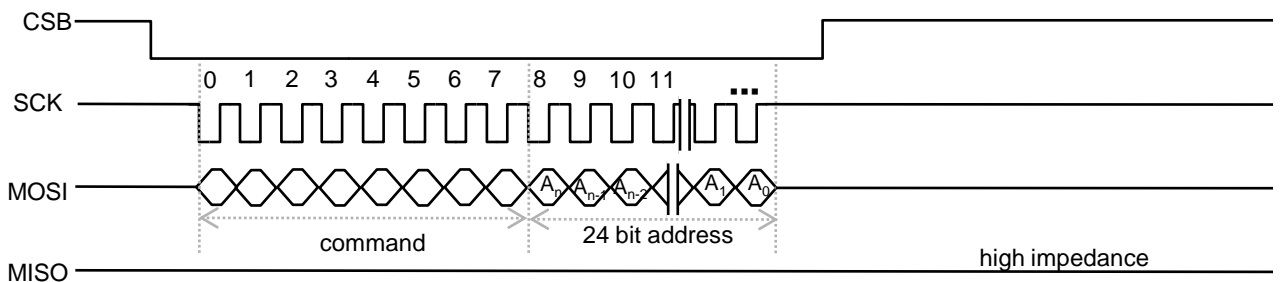 CSB
0 1 2 3 4 5 6 7 8 9 10 11 ...
SCK
MOSI An An-1 An-2 A1 A0
command 24 bit address
MISO high impedance